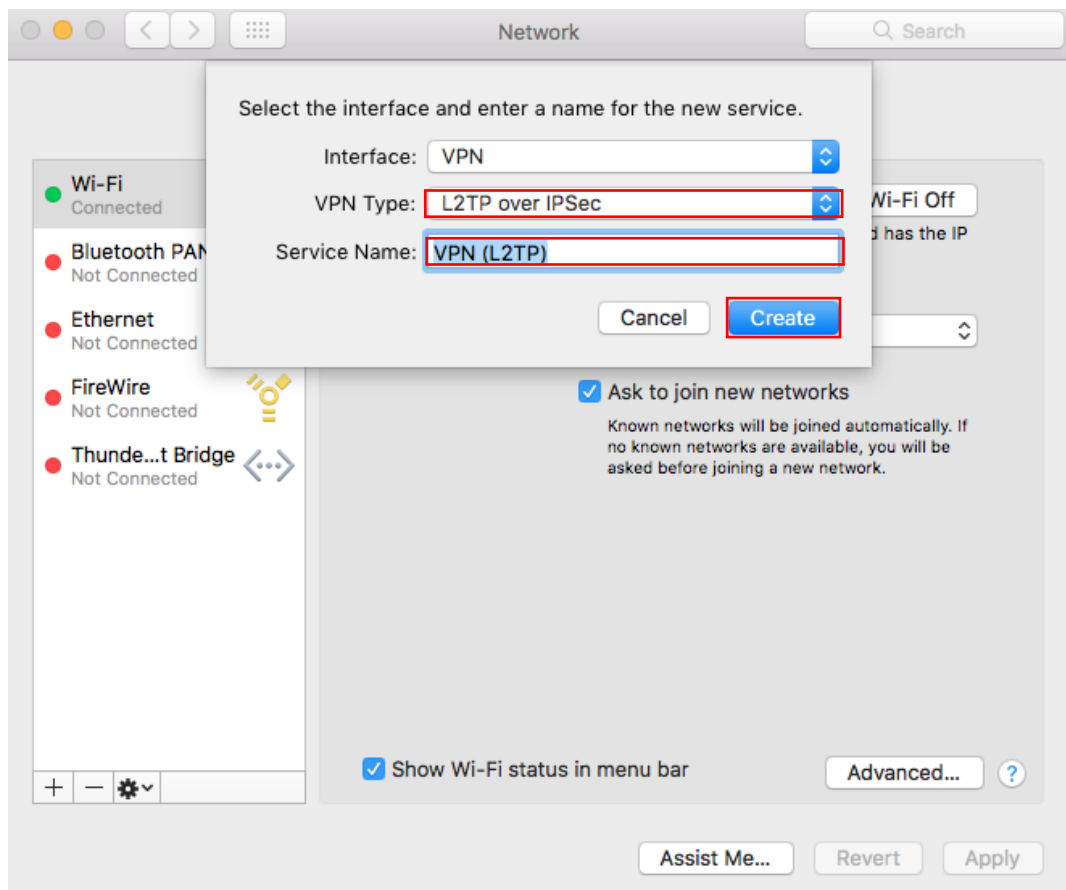 Network
Search
Select the interface and enter a name for the new service.
Interface: VPN
VPN Type: L2TP over IPSec
Service Name: VPN (L2TP)
Cancel
Create
Wi-Fi
Connected
Bluetooth PAN
Not Connected
Ethernet
Not Connected
FireWire
Not Connected
Thunde...t Bridge
Not Connected
Wi-Fi Off
d has the IP
Ask to join new networks
Known networks will be joined automatically. If
no known networks are available, you will be
asked before joining a new network.
Show Wi-Fi status in menu bar
Advanced...
?
Assist Me...
Revert
Apply